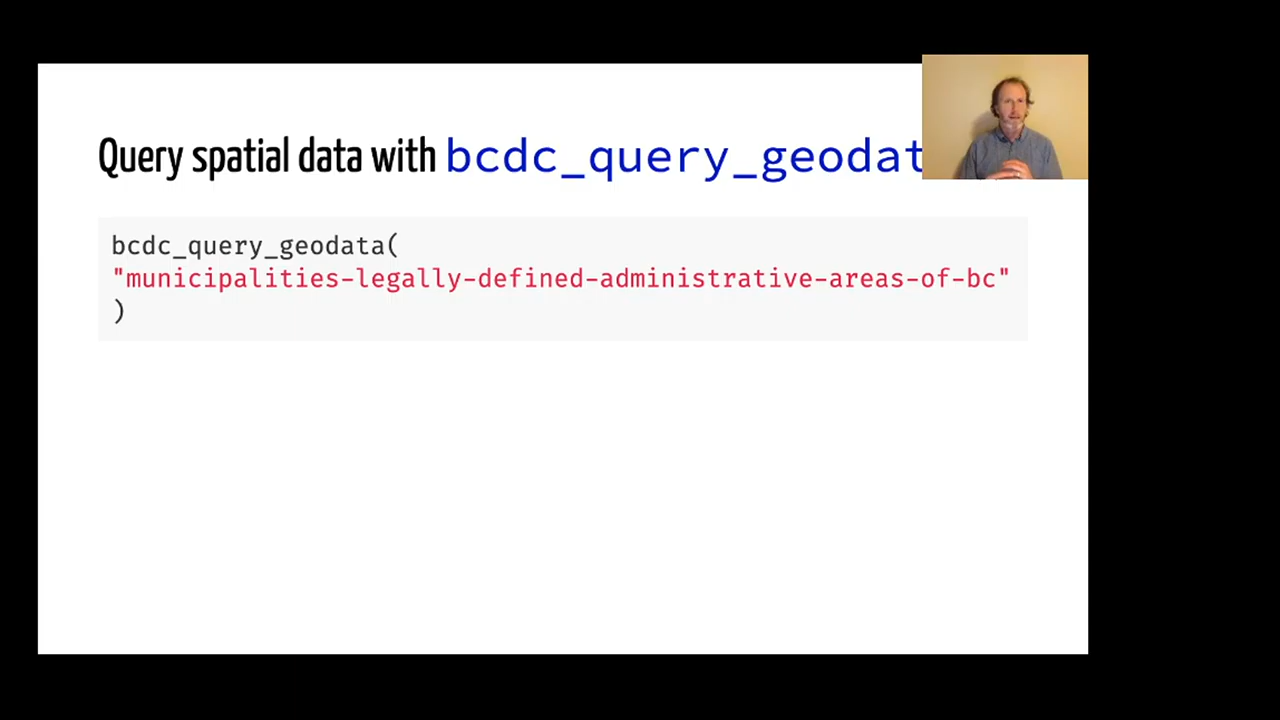 Query spatial data with bcdc_query_geodat
bcdc_query_geodata(
"municipalities-legally-defined-administrative-areas-of-bc"
)